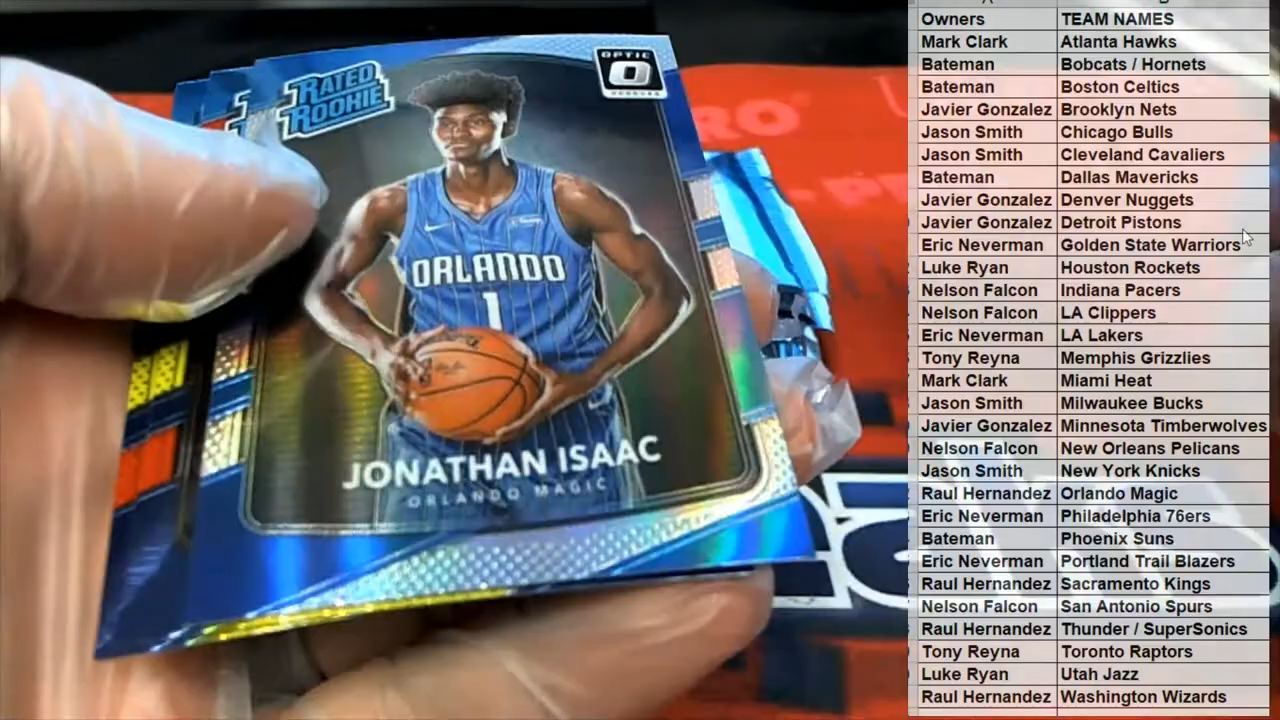 RATED
ROOKIE
OPTIC
ORLANDO
1
JONATHAN ISAAC
ORLANDO MAGIC
RO
Owners TEAM NAMES
Mark Clark Atlanta Hawks
Bateman Bobcats / Hornets
Bateman Boston Celtics
Javier Gonzalez Brooklyn Nets
Jason Smith Chicago Bulls
Jason Smith Cleveland Cavaliers
Bateman Dallas Mavericks
Javier Gonzalez Denver Nuggets
Javier Gonzalez Detroit Pistons
Eric Neverman Golden State Warriors
Luke Ryan Houston Rockets
Nelson Falcon Indiana Pacers
Nelson Falcon LA Clippers
Eric Neverman LA Lakers
Tony Reyna Memphis Grizzlies
Mark Clark Miami Heat
Jason Smith Milwaukee Bucks
Javier Gonzalez Minnesota Timberwolves
Nelson Falcon New Orleans Pelicans
Jason Smith New York Knicks
Raul Hernandez Orlando Magic
Eric Neverman Philadelphia 76ers
Bateman Phoenix Suns
Eric Neverman Portland Trail Blazers
Raul Hernandez Sacramento Kings
Nelson Falcon San Antonio Spurs
Raul Hernandez Thunder / SuperSonics
Tony Reyna Toronto Raptors
Luke Ryan Utah Jazz
Raul Hernandez Washington Wizards